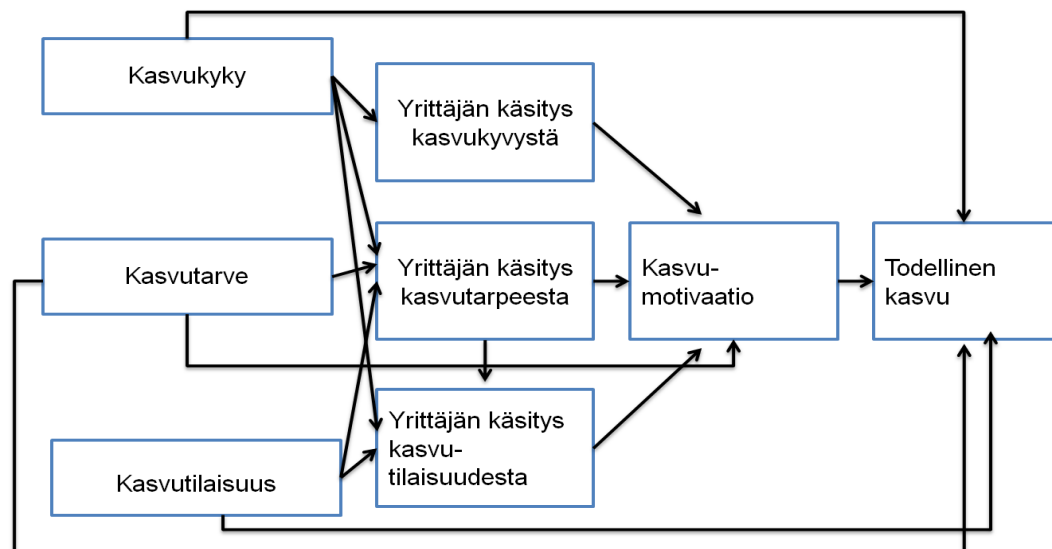 Kasvukyky
Yrittäjän käsitys
kasvukyvystä
Kasvutarve
Yrittäjän käsitys
kasvutarpeesta
Kasvu-
motivaatio
Todellinen
kasvu
Kasvutilaisuus
Yrittäjän käsitys
kasvu-
tilaisuudesta